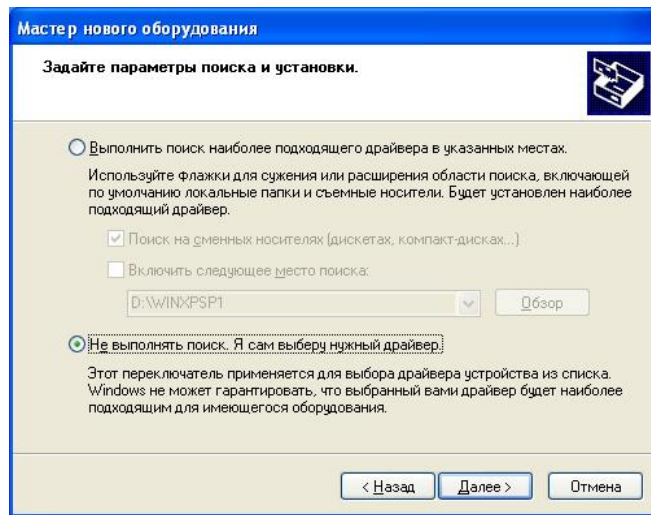 Мастер нового оборудования
Задайте параметры поиска и установки.
Выполнить поиск наиболее подходящего драйвера в указанных местах.
Используйте флажки для сужения или расширения области поиска, включающей
по умолчанию локальные папки и съемные носители. Будет установлен наиболее
подходящий драйвер.
Поиск на сменных носителях (дискетах, компакт-дисках...)
Включить следующее место поиска:
D:\WINXPSP1
Обзор
Не выполнять поиск. Я сам выберу нужный драйвер.
Этот переключатель применяется для выбора драйвера устройства из списка.
Windows не может гарантировать, что выбранный вами драйвер будет наиболее
подходящим для имеющегося оборудования.
< Назад Далее > Отмена